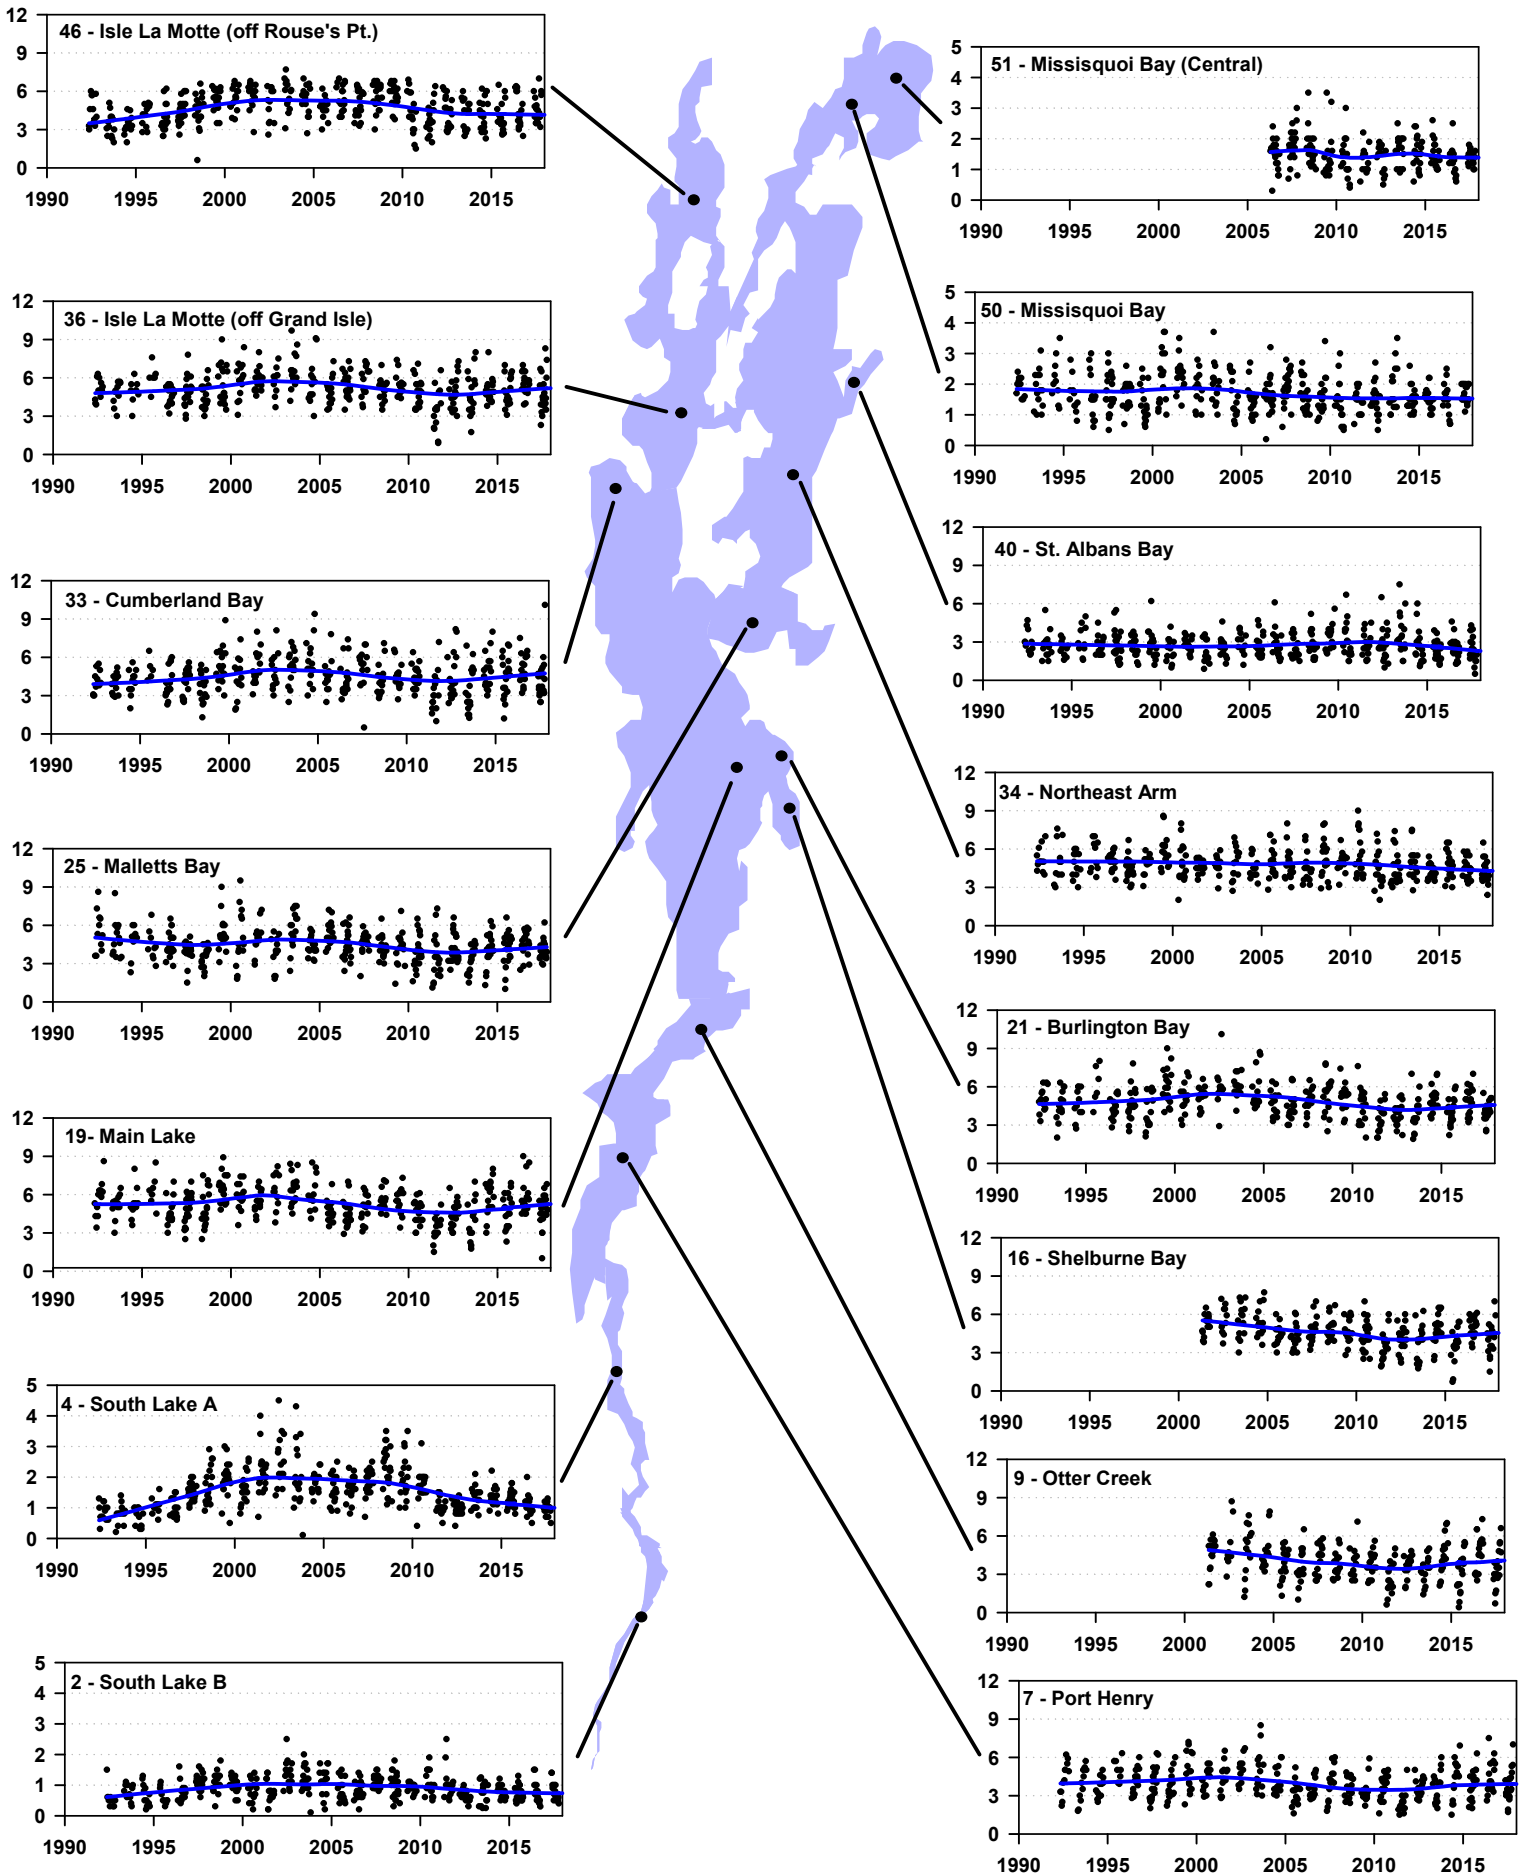 46 - Isle La Motte (off Rouse's Pt.)
12
9
6
3
0
1990 1995 2000 2005 2010 2015
36 - Isle La Motte (off Grand Isle)
12
9
6
3
0
1990 1995 2000 2005 2010 2015
33 - Cumberland Bay
12
9
6
3
0
1990 1995 2000 2005 2010 2015
25 - Malletts Bay
12
9
6
3
0
1990 1995 2000 2005 2010 2015
19- Main Lake
12
9
6
3
0
1990 1995 2000 2005 2010 2015
4 - South Lake A
5
4
3
2
1
0
1990 1995 2000 2005 2010 2015
2 - South Lake B
5
4
3
2
1
0
1990 1995 2000 2005 2010 2015
51 - Missisquoi Bay (Central)
5
4
3
2
1
0
1990 1995 2000 2005 2010 2015
50 - Missisquoi Bay
5
4
3
2
1
0
1990 1995 2000 2005 2010 2015
40 - St. Albans Bay
12
9
6
3
0
1990 1995 2000 2005 2010 2015
34 - Northeast Arm
12
9
6
3
0
1990 1995 2000 2005 2010 2015
21 - Burlington Bay
12
9
6
3
0
1990 1995 2000 2005 2010 2015
16 - Shelburne Bay
12
9
6
3
0
1990 1995 2000 2005 2010 2015
9 - Otter Creek
12
9
6
3
0
1990 1995 2000 2005 2010 2015
7 - Port Henry
12
9
6
3
0
1990 1995 2000 2005 2010 2015